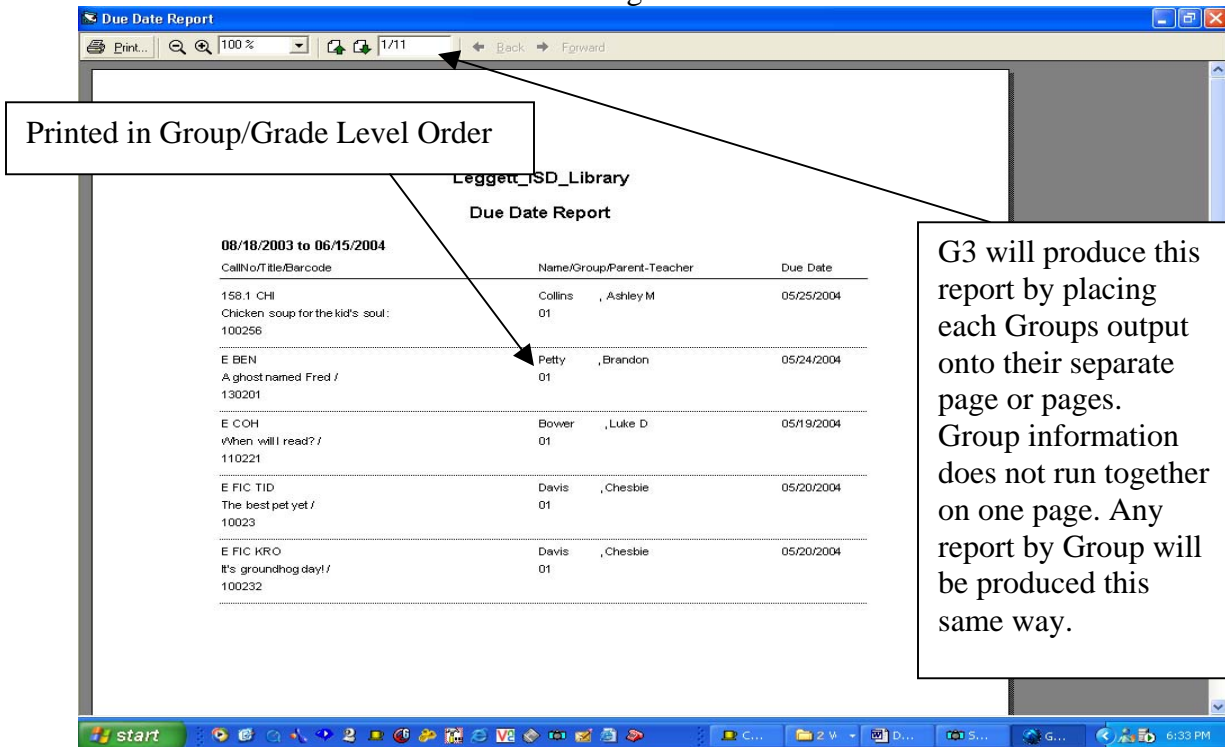 Due Date Report
Print... 100 % 1/11 Back Forward
Printed in Group/Grade Level Order
Leggett_ISD_Library
Due Date Report
08/18/2003 to 06/15/2004
CallNo/Title/Barcode Name/Group/Parent-Teacher Due Date
158.1 CHI Collins , Ashley M 05/25/2004
Chicken soup for the kid's soul : 01
100256
E BEN Petty , Brandon 05/24/2004
A ghost named Fred / 01
130201
E COH Bower , Luke D 05/19/2004
When will I read? / 01
110221
E FIC TID Davis , Chesbie 05/20/2004
The best pet yet / 01
10023
E FIC KRO Davis , Chesbie 05/20/2004
It's groundhog day! / 01
100232
G3 will produce this
report by placing
each Groups output
onto their separate
page or pages.
Group information
does not run together
on one page. Any
report by Group will
be produced this
same way.
start C... 2 W D... S... G... 6:33 PM